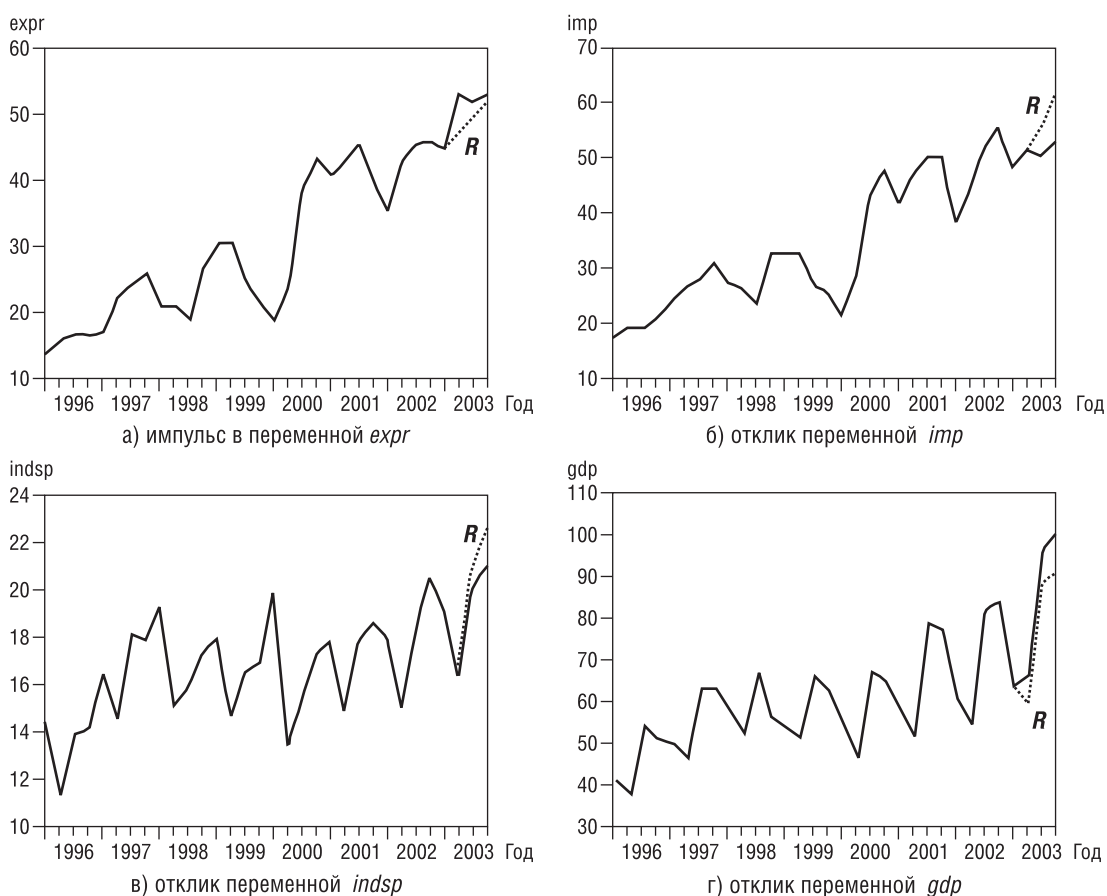 expr
60
50
40
30
20
10
R
1996 1997 1998 1999 2000 2001 2002 2003 Год
а) импульс в переменной expr
imp
70
60
50
40
30
20
10
R
1996 1997 1998 1999 2000 2001 2002 2003 Год
б) отклик переменной imp
indsp
24
22
20
18
16
14
12
10
R
1996 1997 1998 1999 2000 2001 2002 2003 Год
в) отклик переменной indsp
gdp
110
100
90
80
70
60
50
40
30
R
1996 1997 1998 1999 2000 2001 2002 2003 Год
г) отклик переменной gdp